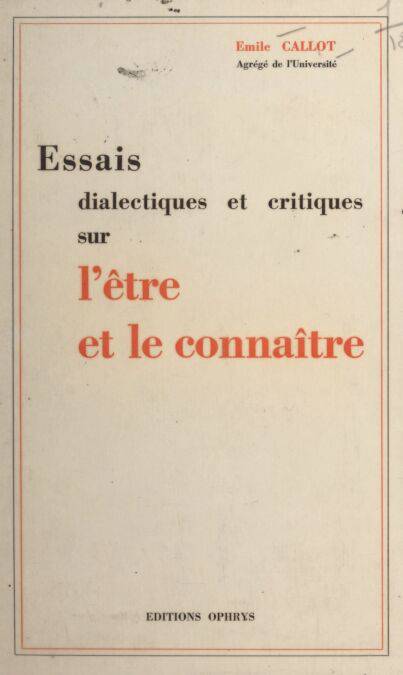 Emile CALLOT
Agrégé de l'Université
Essais
dialectiques et critiques
sur
l'être
et le connaître
EDITIONS OPHRYS